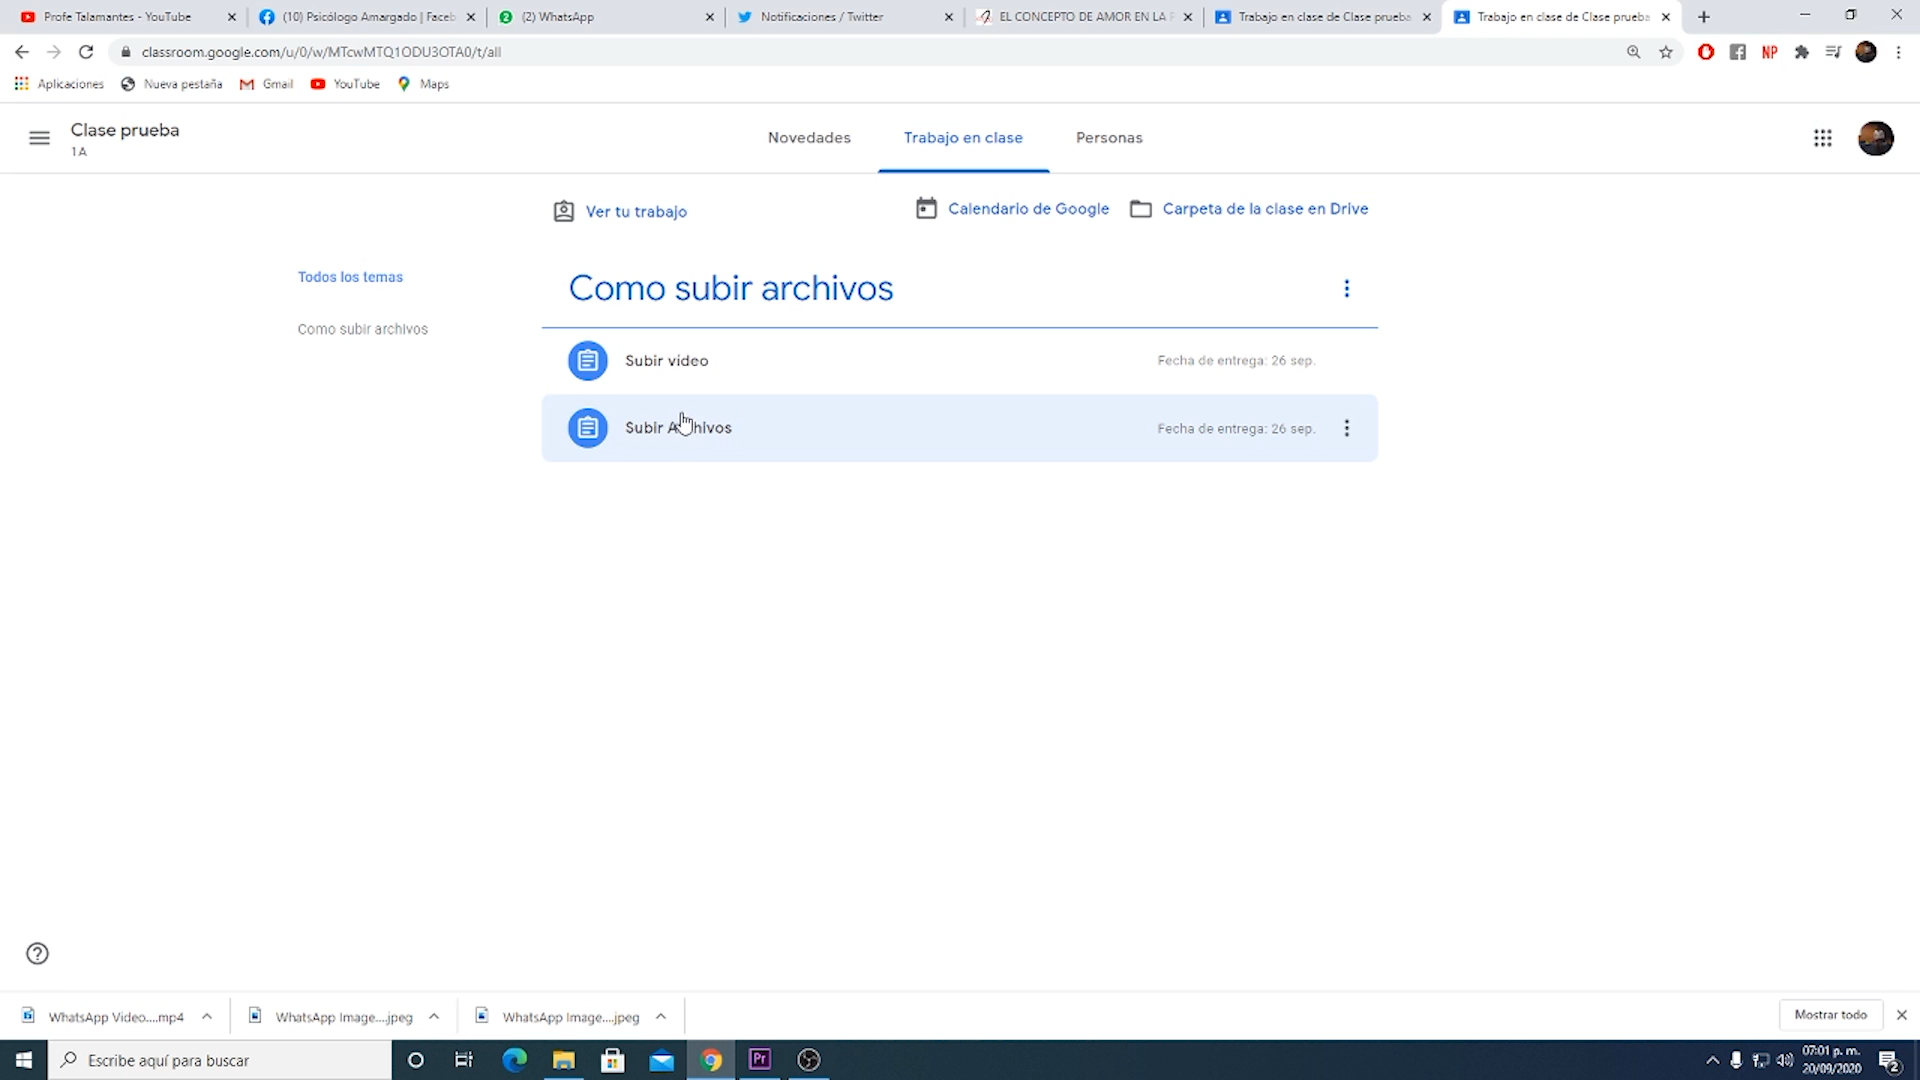 Profe Talamantes - YouTube
(10) Psicólogo Amargado | Faceb
(2) WhatsApp
Notificaciones / Twitter
EL CONCEPTO DE AMOR EN LA
Trabajo en clase de Clase prueba
Trabajo en clase de Clase prueba
classroom.google.com/u/0/w/MTcwMTQ1ODU3OTA0/t/all
NP
Aplicaciones
Nueva pestaña
Gmail
YouTube
Maps
Clase prueba
1A
Novedades
Trabajo en clase
Personas
Ver tu trabajo
Calendario de Google
Carpeta de la clase en Drive
Todos los temas
Como subir archivos
Como subir archivos
Subir video
Fecha de entrega: 26 sep.
Subir Archivos
Fecha de entrega: 26 sep.
WhatsApp Video....mp4
WhatsApp Image....jpeg
WhatsApp Image....jpeg
Mostrar todo
Escribe aquí para buscar
Pr
07:01 p. m.
20/09/2020
2